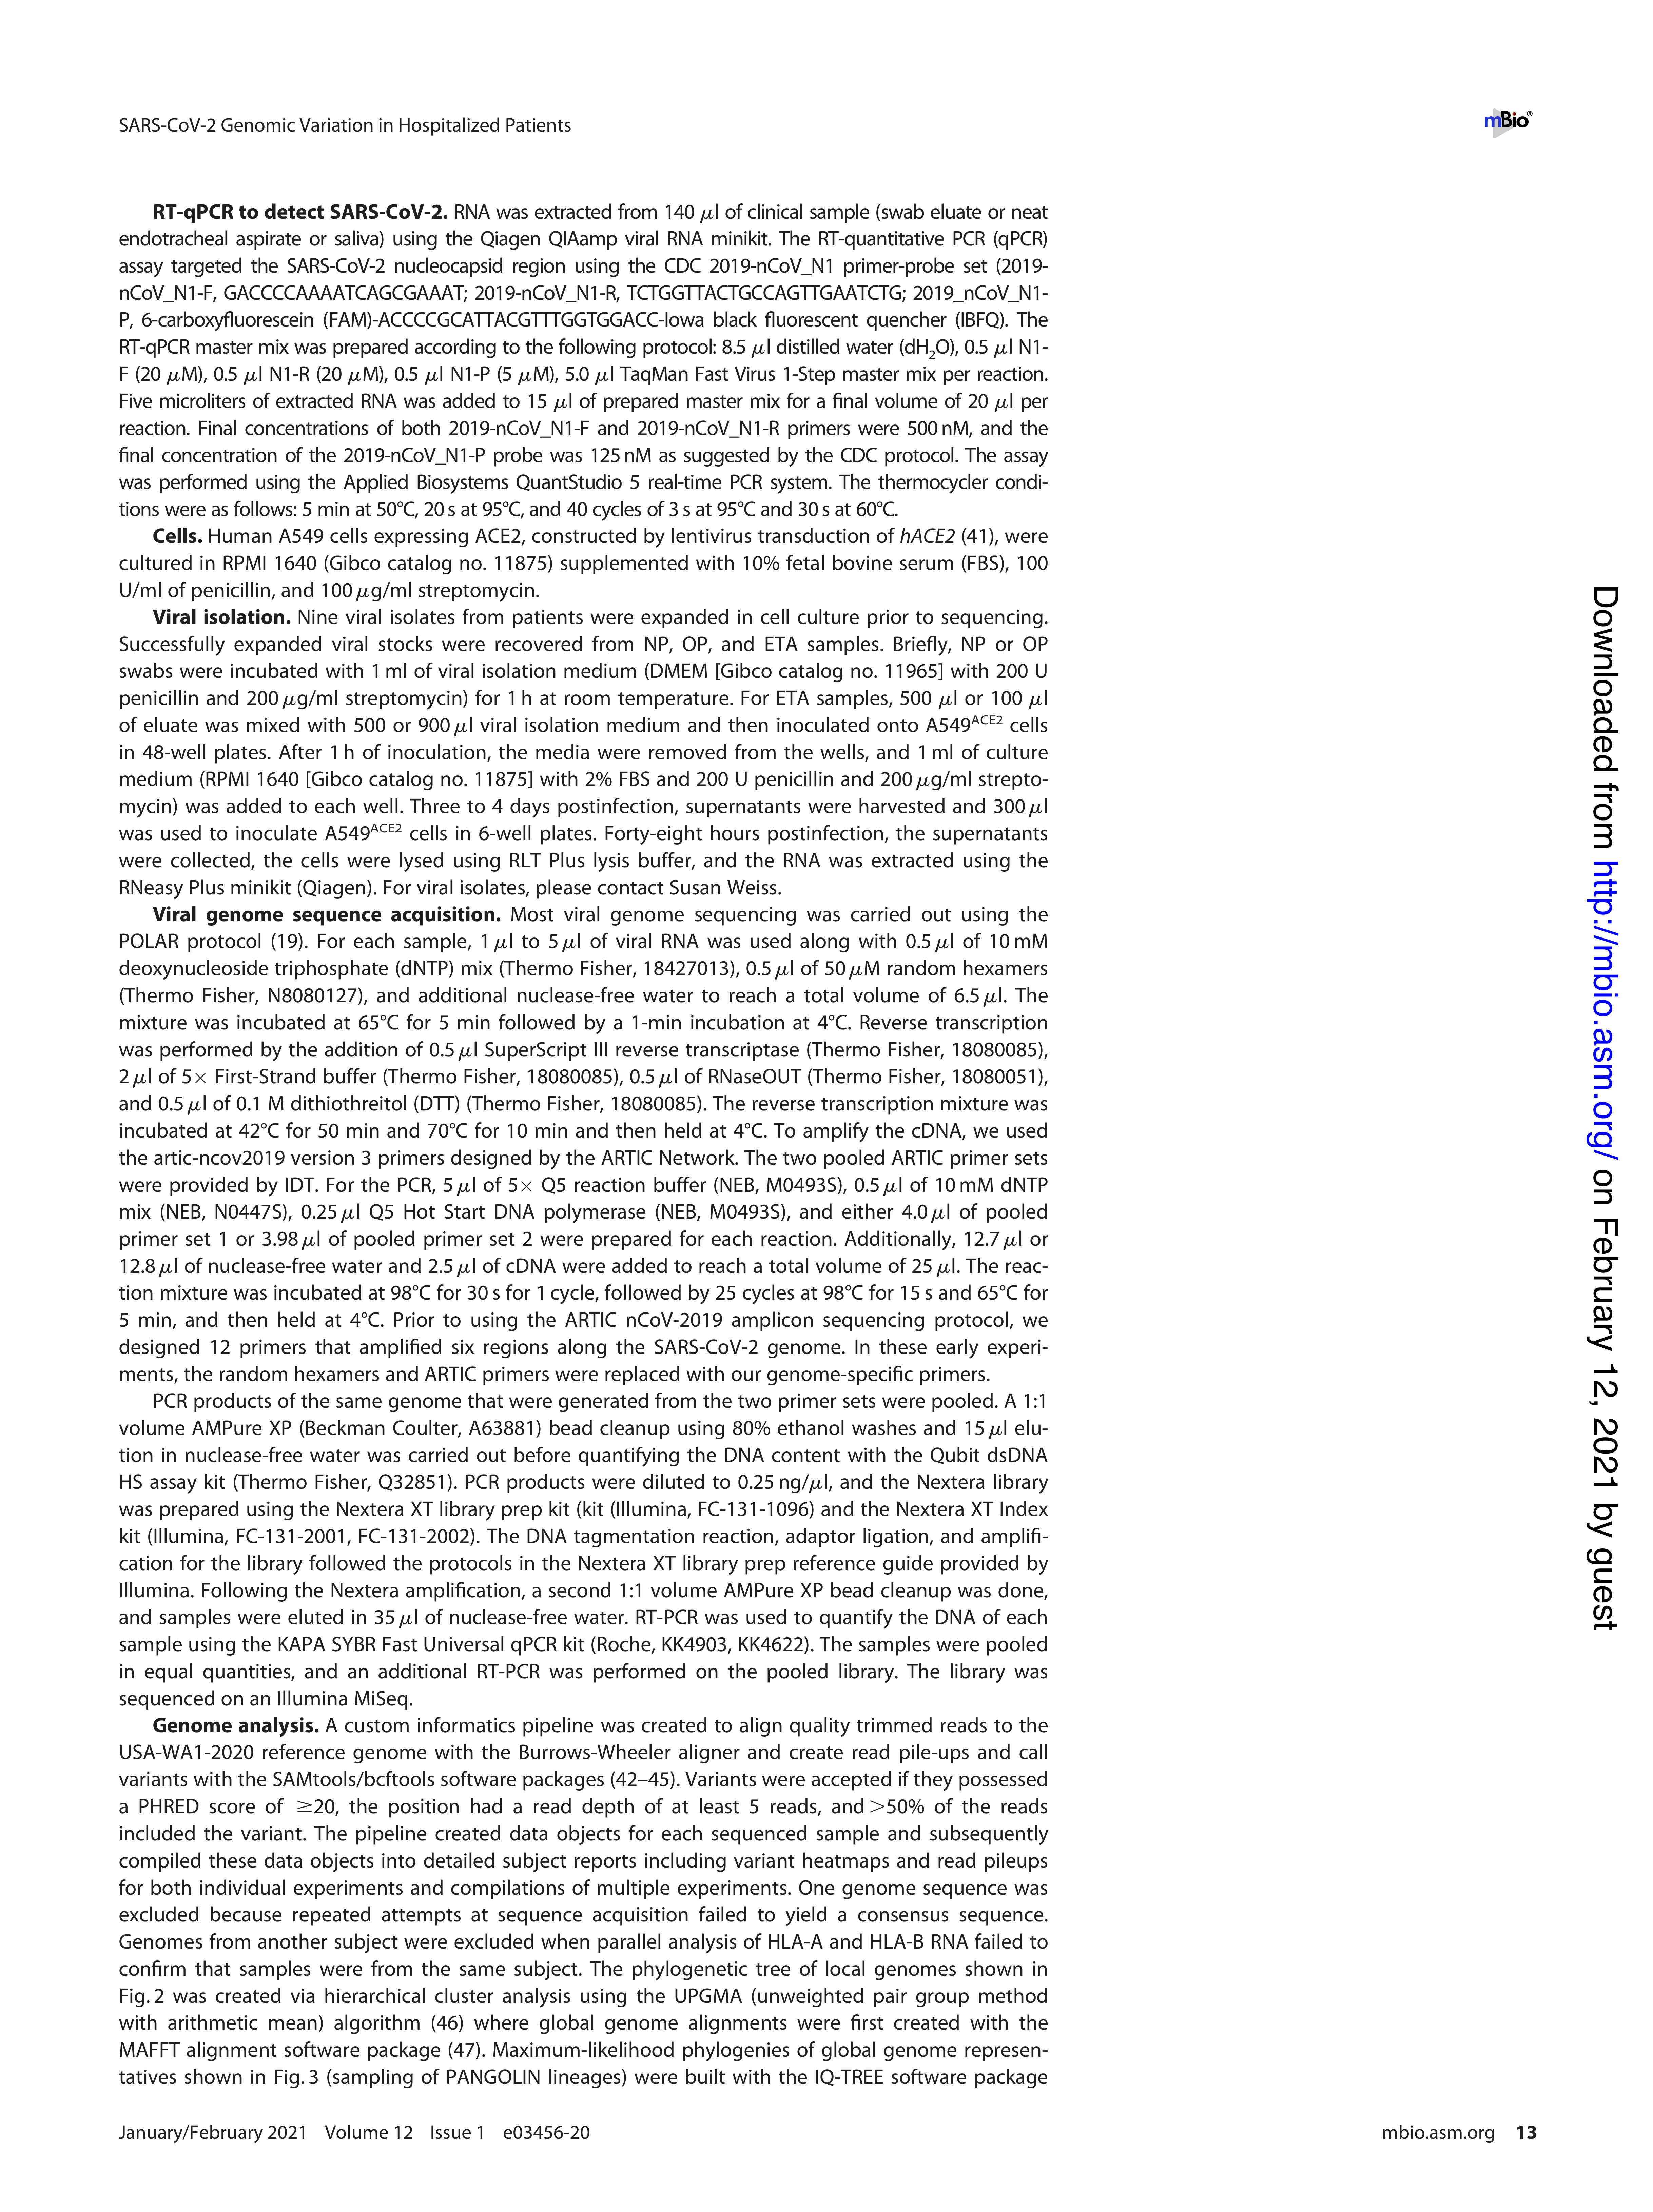 SARS-CoV-2 Genomic Variation in Hospitalized Patients
mBio®
RT-qPCR to detect SARS-CoV-2. RNA was extracted from 140 μl of clinical sample (swab eluate or neat
endotracheal aspirate or saliva) using the Qiagen QIAamp viral RNA minikit. The RT-quantitative PCR (qPCR)
assay targeted the SARS-CoV-2 nucleocapsid region using the CDC 2019-nCoV_N1 primer-probe set (2019-
nCoV_N1-F, GACCCCAAAATCAGCGAAAT; 2019-nCoV_N1-R, TCTGGTTACTGCCAGTTGAATCTG; 2019_nCoV_N1-
P, 6-carboxyfluorescein (FAM)-ACCCCGCATTACGTTTGGTGGACC-Iowa black fluorescent quencher (IBFQ). The
RT-qPCR master mix was prepared according to the following protocol: 8.5 μl distilled water (dH₂O), 0.5 μl N1-
F (20 μM), 0.5 μl N1-R (20 μM), 0.5 μl N1-P (5 μM), 5.0 μl TaqMan Fast Virus 1-Step master mix per reaction.
Five microliters of extracted RNA was added to 15 μl of prepared master mix for a final volume of 20 μl per
reaction. Final concentrations of both 2019-nCoV_N1-F and 2019-nCoV_N1-R primers were 500 nM, and the
final concentration of the 2019-nCoV_N1-P probe was 125 nM as suggested by the CDC protocol. The assay
was performed using the Applied Biosystems QuantStudio 5 real-time PCR system. The thermocycler condi-
tions were as follows: 5 min at 50°C, 20 s at 95°C, and 40 cycles of 3 s at 95°C and 30 s at 60°C.
Cells. Human A549 cells expressing ACE2, constructed by lentivirus transduction of hACE2 (41), were
cultured in RPMI 1640 (Gibco catalog no. 11875) supplemented with 10% fetal bovine serum (FBS), 100
U/ml of penicillin, and 100 μg/ml streptomycin.
Viral isolation. Nine viral isolates from patients were expanded in cell culture prior to sequencing.
Successfully expanded viral stocks were recovered from NP, OP, and ETA samples. Briefly, NP or OP
swabs were incubated with 1 ml of viral isolation medium (DMEM [Gibco catalog no. 11965] with 200 U
penicillin and 200 μg/ml streptomycin) for 1 h at room temperature. For ETA samples, 500 μl or 100 μl
of eluate was mixed with 500 or 900 μl viral isolation medium and then inoculated onto A549ᴬᶜᴱ² cells
in 48-well plates. After 1 h of inoculation, the media were removed from the wells, and 1 ml of culture
medium (RPMI 1640 [Gibco catalog no. 11875] with 2% FBS and 200 U penicillin and 200 μg/ml strepto-
mycin) was added to each well. Three to 4 days postinfection, supernatants were harvested and 300 μl
was used to inoculate A549ᴬᶜᴱ² cells in 6-well plates. Forty-eight hours postinfection, the supernatants
were collected, the cells were lysed using RLT Plus lysis buffer, and the RNA was extracted using the
RNeasy Plus minikit (Qiagen). For viral isolates, please contact Susan Weiss.
Viral genome sequence acquisition. Most viral genome sequencing was carried out using the
POLAR protocol (19). For each sample, 1 μl to 5 μl of viral RNA was used along with 0.5 μl of 10 mM
deoxynucleoside triphosphate (dNTP) mix (Thermo Fisher, 18427013), 0.5 μl of 50 μM random hexamers
(Thermo Fisher, N8080127), and additional nuclease-free water to reach a total volume of 6.5 μl. The
mixture was incubated at 65°C for 5 min followed by a 1-min incubation at 4°C. Reverse transcription
was performed by the addition of 0.5 μl SuperScript III reverse transcriptase (Thermo Fisher, 18080085),
2 μl of 5× First-Strand buffer (Thermo Fisher, 18080085), 0.5 μl of RNaseOUT (Thermo Fisher, 18080051),
and 0.5 μl of 0.1 M dithiothreitol (DTT) (Thermo Fisher, 18080085). The reverse transcription mixture was
incubated at 42°C for 50 min and 70°C for 10 min and then held at 4°C. To amplify the cDNA, we used
the artic-ncov2019 version 3 primers designed by the ARTIC Network. The two pooled ARTIC primer sets
were provided by IDT. For the PCR, 5 μl of 5× Q5 reaction buffer (NEB, M0493S), 0.5 μl of 10 mM dNTP
mix (NEB, N0447S), 0.25 μl Q5 Hot Start DNA polymerase (NEB, M0493S), and either 4.0 μl of pooled
primer set 1 or 3.98 μl of pooled primer set 2 were prepared for each reaction. Additionally, 12.7 μl or
12.8 μl of nuclease-free water and 2.5 μl of cDNA were added to reach a total volume of 25 μl. The reac-
tion mixture was incubated at 98°C for 30 s for 1 cycle, followed by 25 cycles at 98°C for 15 s and 65°C for
5 min, and then held at 4°C. Prior to using the ARTIC nCoV-2019 amplicon sequencing protocol, we
designed 12 primers that amplified six regions along the SARS-CoV-2 genome. In these early experi-
ments, the random hexamers and ARTIC primers were replaced with our genome-specific primers.
PCR products of the same genome that were generated from the two primer sets were pooled. A 1:1
volume AMPure XP (Beckman Coulter, A63881) bead cleanup using 80% ethanol washes and 15 μl elu-
tion in nuclease-free water was carried out before quantifying the DNA content with the Qubit dsDNA
HS assay kit (Thermo Fisher, Q32851). PCR products were diluted to 0.25 ng/μl, and the Nextera library
was prepared using the Nextera XT library prep kit (kit (Illumina, FC-131-1096) and the Nextera XT Index
kit (Illumina, FC-131-2001, FC-131-2002). The DNA tagmentation reaction, adaptor ligation, and amplifi-
cation for the library followed the protocols in the Nextera XT library prep reference guide provided by
Illumina. Following the Nextera amplification, a second 1:1 volume AMPure XP bead cleanup was done,
and samples were eluted in 35 μl of nuclease-free water. RT-PCR was used to quantify the DNA of each
sample using the KAPA SYBR Fast Universal qPCR kit (Roche, KK4903, KK4622). The samples were pooled
in equal quantities, and an additional RT-PCR was performed on the pooled library. The library was
sequenced on an Illumina MiSeq.
Genome analysis. A custom informatics pipeline was created to align quality trimmed reads to the
USA-WA1-2020 reference genome with the Burrows-Wheeler aligner and create read pile-ups and call
variants with the SAMtools/bcftools software packages (42–45). Variants were accepted if they possessed
a PHRED score of ≥20, the position had a read depth of at least 5 reads, and >50% of the reads
included the variant. The pipeline created data objects for each sequenced sample and subsequently
compiled these data objects into detailed subject reports including variant heatmaps and read pileups
for both individual experiments and compilations of multiple experiments. One genome sequence was
excluded because repeated attempts at sequence acquisition failed to yield a consensus sequence.
Genomes from another subject were excluded when parallel analysis of HLA-A and HLA-B RNA failed to
confirm that samples were from the same subject. The phylogenetic tree of local genomes shown in
Fig. 2 was created via hierarchical cluster analysis using the UPGMA (unweighted pair group method
with arithmetic mean) algorithm (46) where global genome alignments were first created with the
MAFFT alignment software package (47). Maximum-likelihood phylogenies of global genome represen-
tatives shown in Fig. 3 (sampling of PANGOLIN lineages) were built with the IQ-TREE software package
January/February 2021 Volume 12 Issue 1 e03456-20
mbio.asm.org 13
Downloaded from http://mbio.asm.org/ on February 12, 2021 by guest